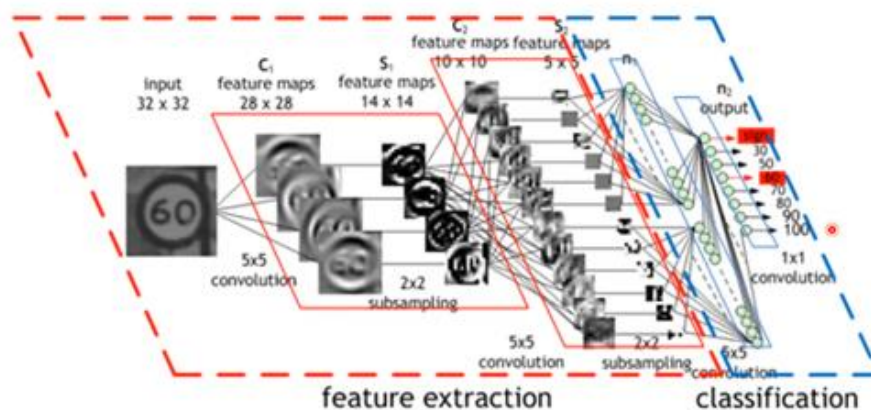 input
32 x 32
C₁
feature maps
28 x 28
S₁
feature maps
14 x 14
C₂
feature maps
10 x 10
S₂
feature maps
5 x 5
n₁
n₂
output
60
30
50
60
70
80
90
100
5x5
convolution
2x2
subsampling
5x5
convolution
2x2
subsampling
convolution
1x1
convolution
feature extraction
classification